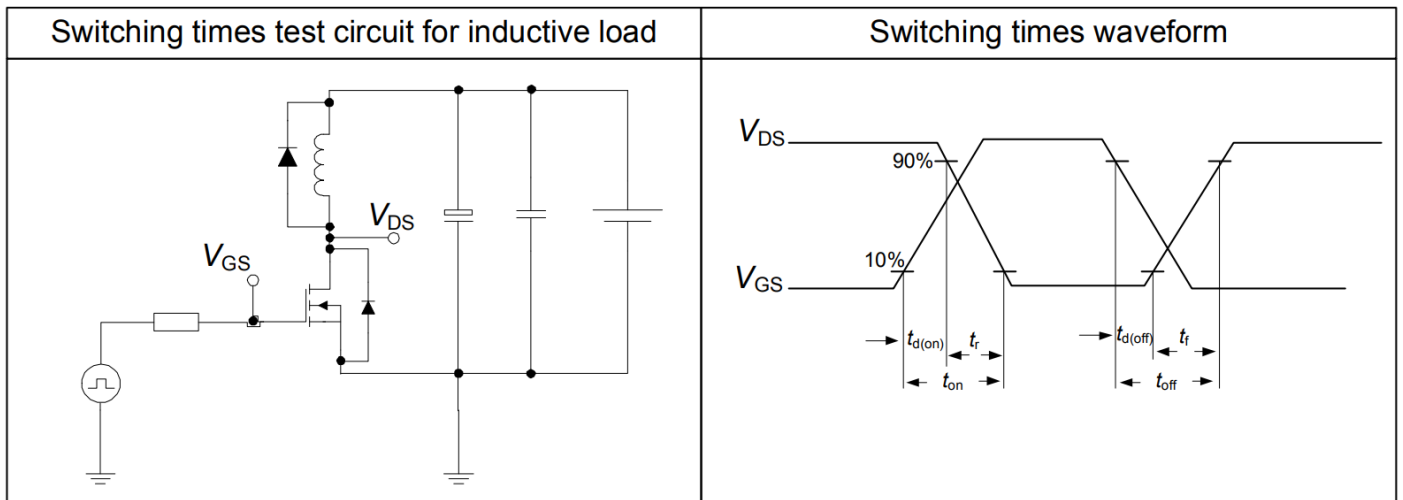 Switching times test circuit for inductive load
Switching times waveform
VDS
VGS
VDS
90%
10%
VGS
td(on)
tr
ton
td(off)
tf
toff